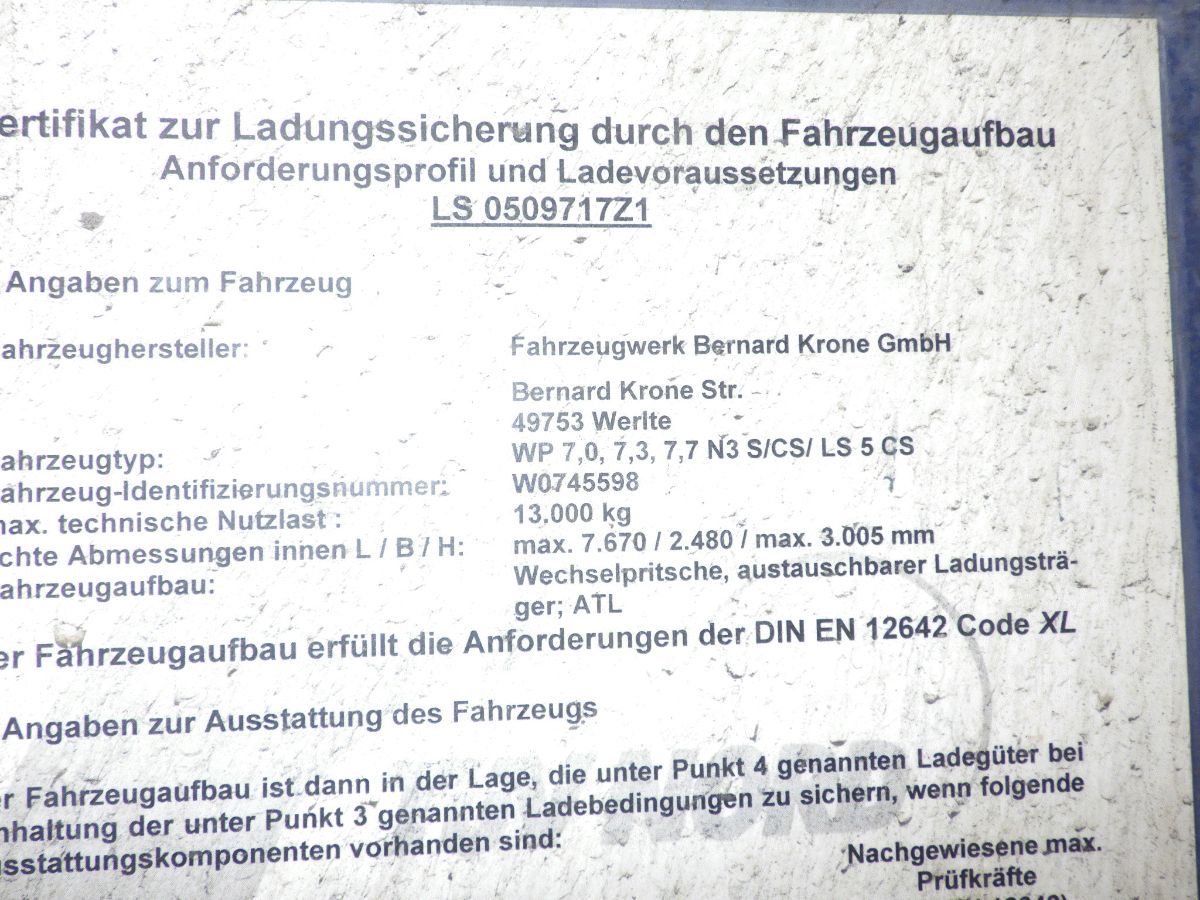 ertifikat zur Ladungssicherung durch den Fahrzeugaufbau
Anforderungsprofil und Ladevoraussetzungen
LS 0509717Z1
Angaben zum Fahrzeug
ahrzeughersteller: Fahrzeugwerk Bernard Krone GmbH
Bernard Krone Str.
49753 Werlte
ahrzeugtyp: WP 7,0, 7,3, 7,7 N3 S/CS/ LS 5 CS
ahrzeug-Identifizierungsnummer: W0745598
nax. technische Nutzlast : 13.000 kg
chte Abmessungen innen L / B / H: max. 7.670 / 2.480 / max. 3.005 mm
ahrzeugaufbau: Wechselpritsche, austauschbarer Ladungsträ-
ger; ATL
er Fahrzeugaufbau erfüllt die Anforderungen der DIN EN 12642 Code XL
Angaben zur Ausstattung des Fahrzeugs
er Fahrzeugaufbau ist dann in der Lage, die unter Punkt 4 genannten Ladegüter bei
nhaltung der unter Punkt 3 genannten Ladebedingungen zu sichern, wenn folgende
usstattungskomponenten vorhanden sind:
Nachgewiesene max.
Prüfkräfte